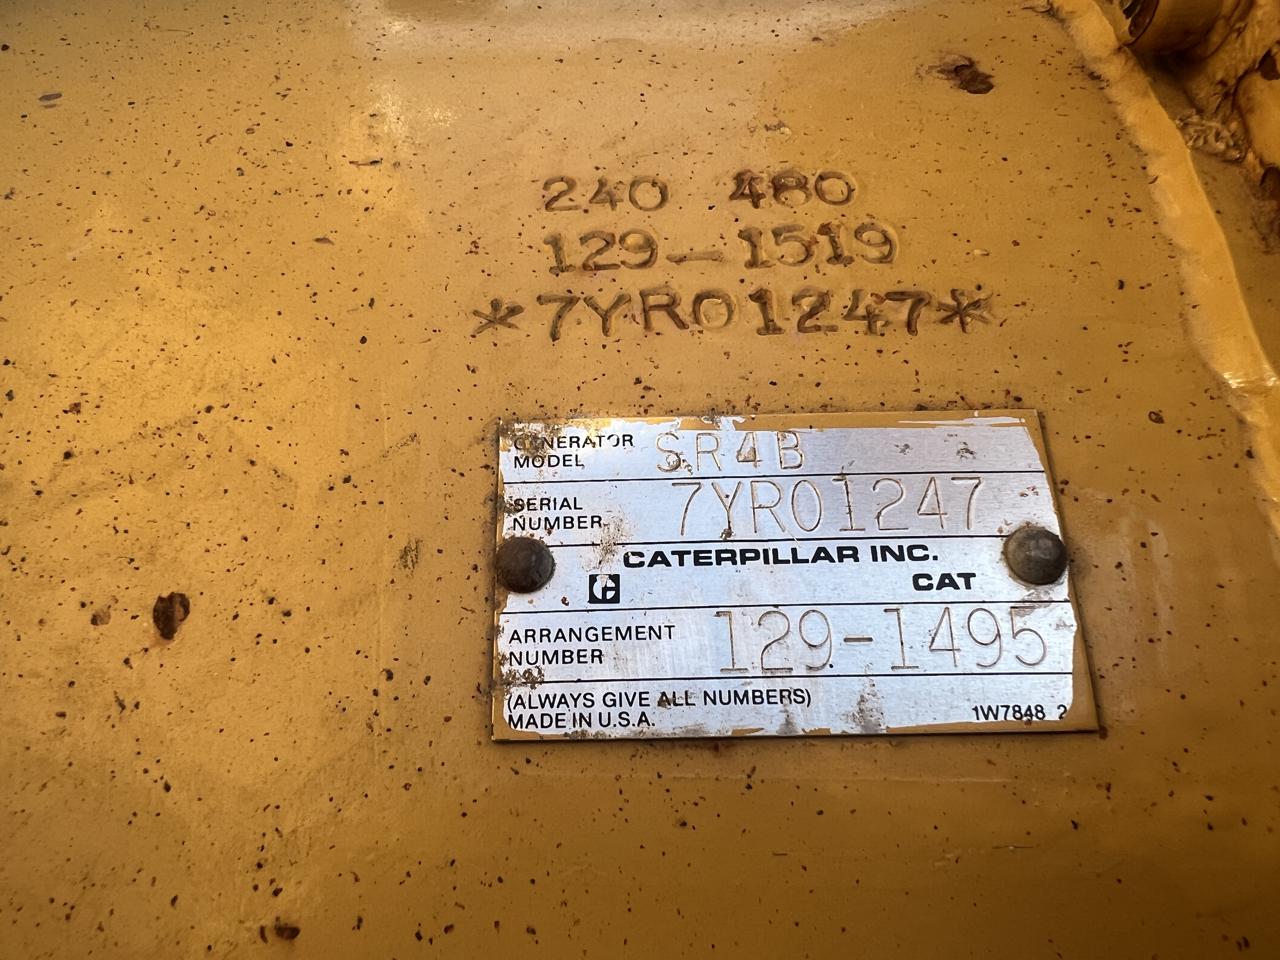 240 480
129-1519
*7YR01247*
GENERATOR MODEL SR4B
SERIAL NUMBER 7YR01247
CATERPILLAR INC.
CAT
ARRANGEMENT NUMBER 129-1495
(ALWAYS GIVE ALL NUMBERS)
MADE IN U.S.A. 1W7848 2